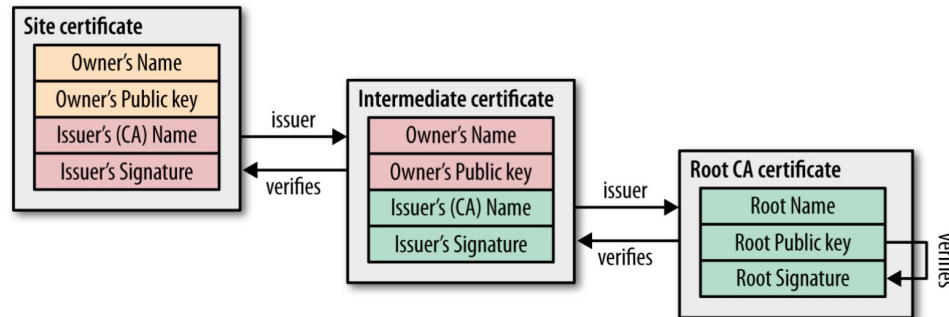 Site certificate
Owner’s Name
Owner’s Public key
Issuer’s (CA) Name
Issuer’s Signature
issuer
verifies
Intermediate certificate
Owner’s Name
Owner’s Public key
Issuer’s (CA) Name
Issuer’s Signature
issuer
verifies
Root CA certificate
Root Name
Root Public key
Root Signature
verifies